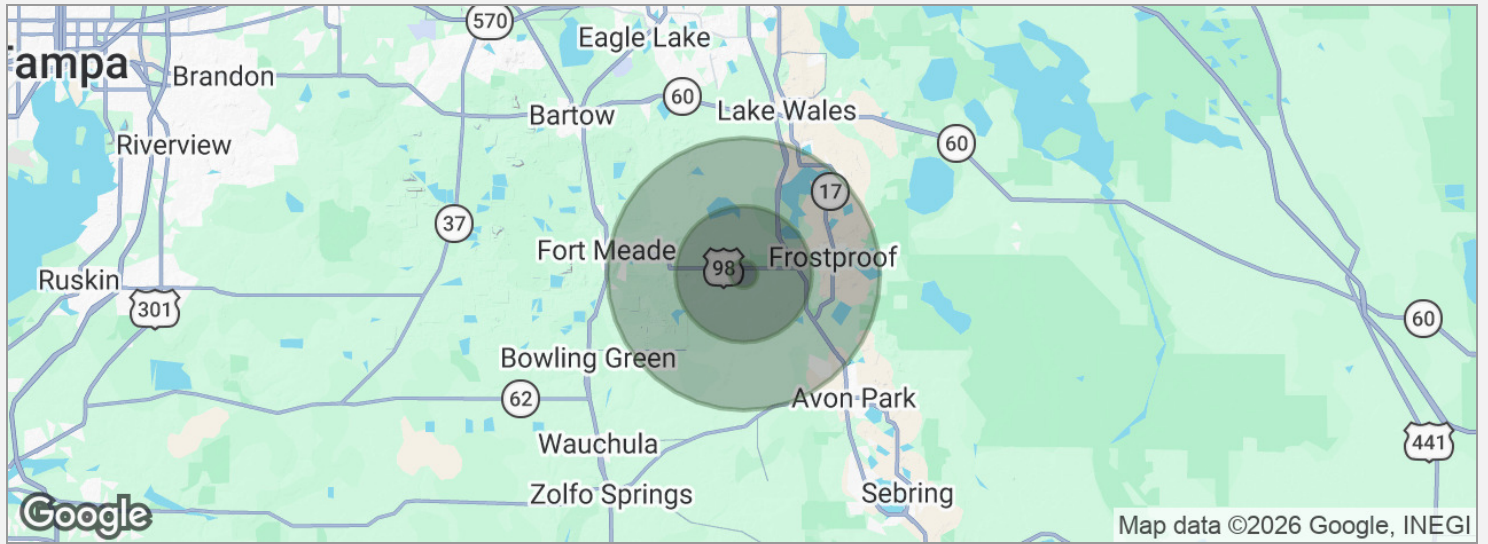 570
Eagle Lake
ampa
Brandon
60
Bartow
Lake Wales
Riverview
60
17
37
Fort Meade
Frostproof
98
Ruskin
301
60
Bowling Green
62
Avon Park
441
Wauchula
Zolfo Springs
Sebring
Google
Map data ©2026 Google, INEGI